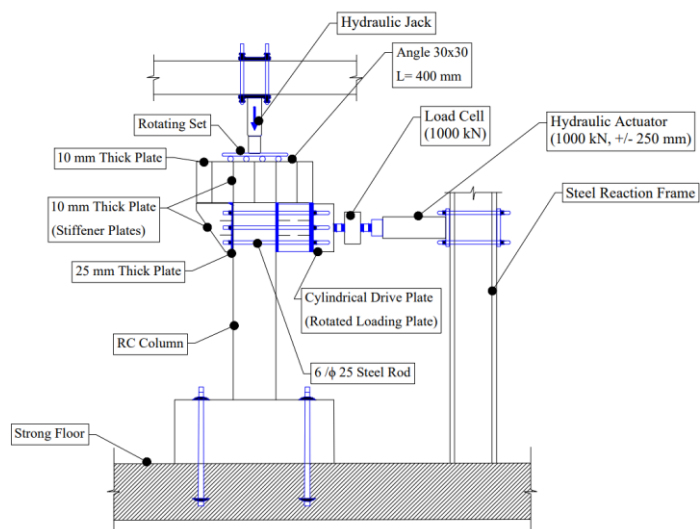 Hydraulic Jack
Angle 30x30
L= 400 mm
Load Cell
(1000 kN)
Hydraulic Actuator
(1000 kN, +/- 250 mm)
Rotating Set
10 mm Thick Plate
Steel Reaction Frame
10 mm Thick Plate
(Stiffener Plates)
25 mm Thick Plate
Cylindrical Drive Plate
(Rotated Loading Plate)
RC Column
6 /ϕ 25 Steel Rod
Strong Floor